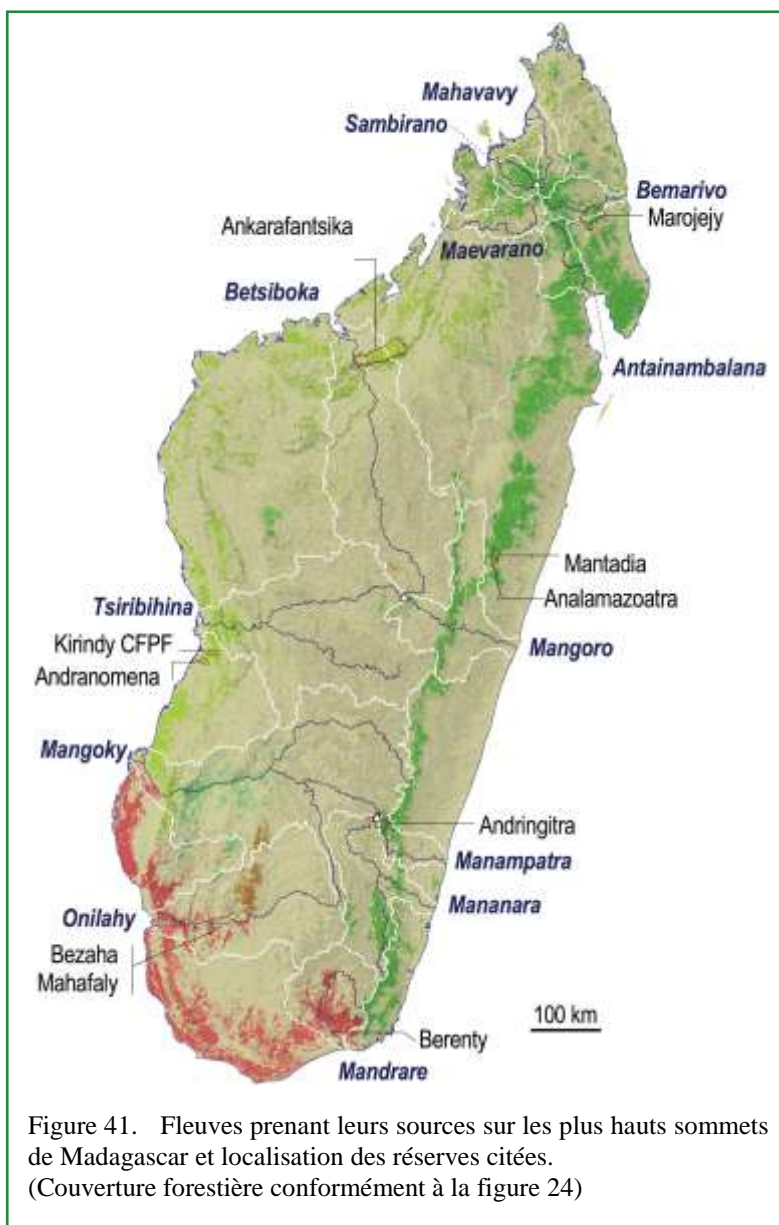 Mahavavy
Sambirano
Bemarivo
Marojejy
Ankarafantsika
Maevarano
Betsiboka
Antainambalana
Mantadia
Tsiribihina
Analamazoatra
Kirindy CFPF
Mangoro
Andranomena
Mangoky
Andringitra
Manampatra
Mananara
Onilahy
Bezaha
Mahafaly
100 km
Berenty
Mandrare
Figure 41. Fleuves prenant leurs sources sur les plus hauts sommets
de Madagascar et localisation des réserves citées.
(Couverture forestière conformément à la figure 24)